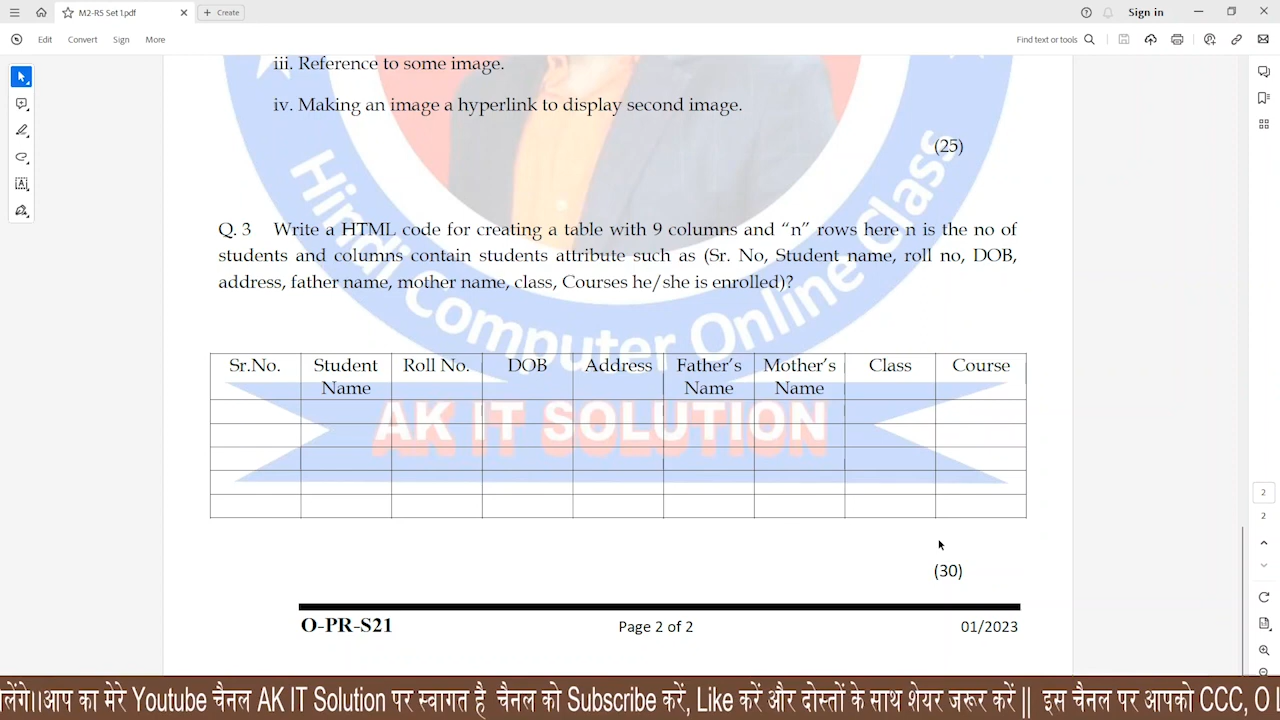 M2-R5 Set1.pdf
Create
Sign in
Edit
Convert
Sign
More
Find text or tools
iii. Reference to some image.
iv. Making an image a hyperlink to display second image.
(25)
Q. 3 Write a HTML code for creating a table with 9 columns and “n” rows here n is the no of
students and columns contain students attribute such as (Sr. No, Student name, roll no, DOB,
address, father name, mother name, class, Courses he/she is enrolled)?
Hindi Computer Online Class
Sr.No. Student Name Roll No. DOB Address Father’s Name Mother’s Name Class Course
AK IT SOLUTION
2
2
(30)
O-PR-S21 Page 2 of 2 01/2023
लेंगे।।आप का मेरे Youtube चैनल AK IT Solution पर स्वागत है चैनल को Subscribe करें, Like करें और दोस्तों के साथ शेयर जरूर करें || इस चैनल पर आपको CCC, O L